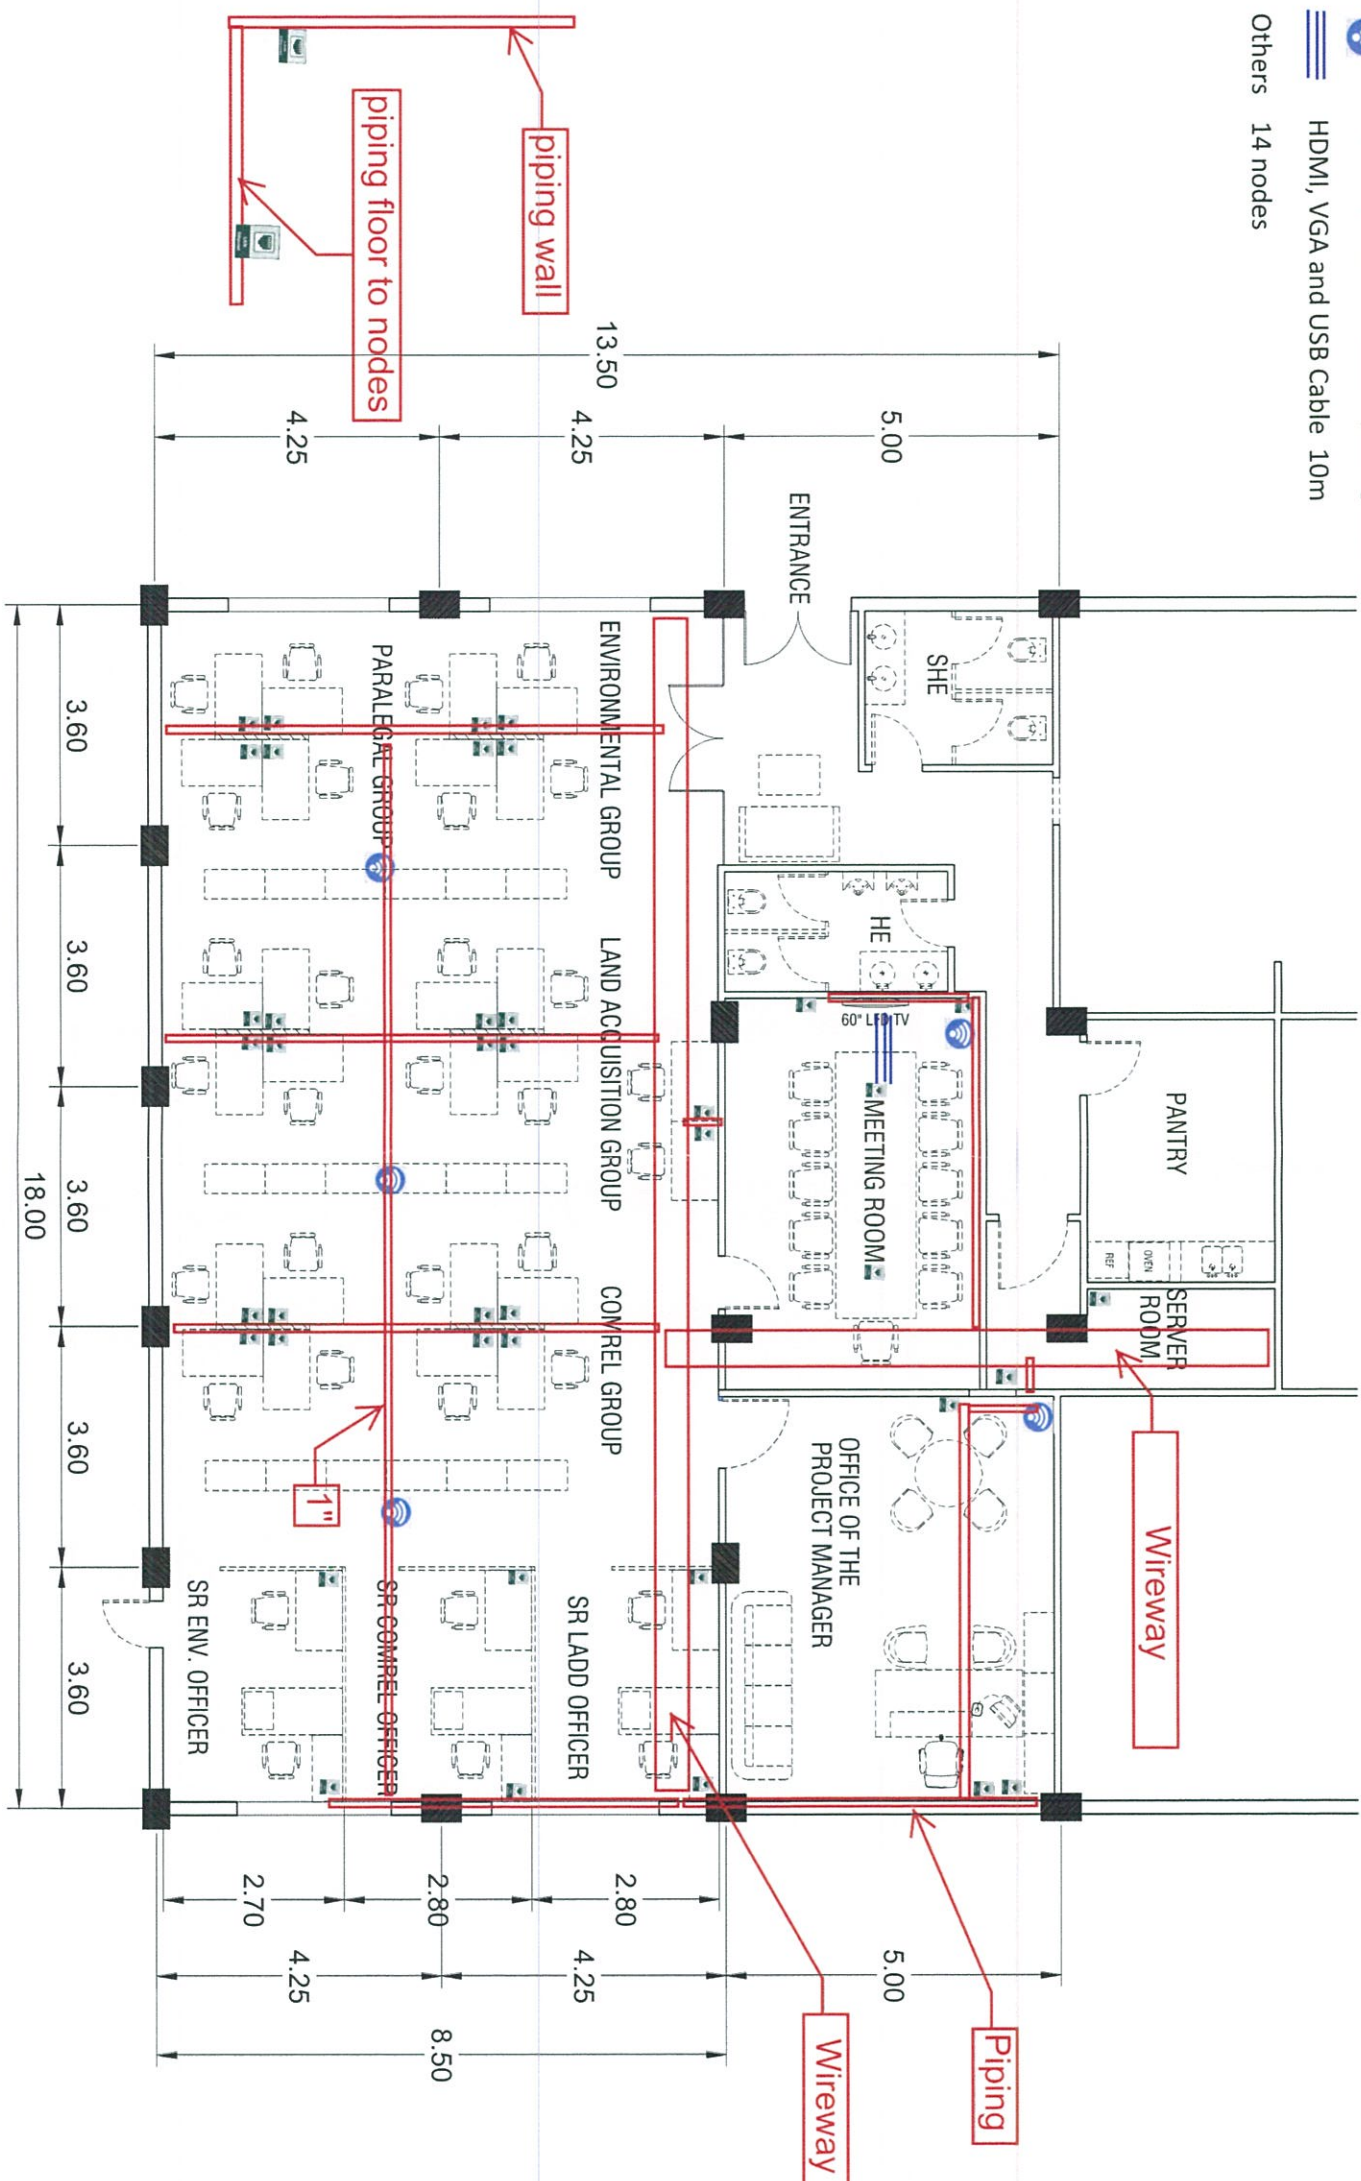 HDMI, VGA and USB Cable 10m
Others 14 nodes
piping wall
piping floor to nodes
13.50
4.25
4.25
5.00
ENTRANCE
SHE
HE
PANTRY
REF
OVEN
SERVER
ROOM
60" LED TV
MEETING ROOM
ENVIRONMENTAL GROUP
PARALEGAL GROUP
LAND ACQUISITION GROUP
COMREL GROUP
OFFICE OF THE
PROJECT MANAGER
SR LADD OFFICER
SR COMREL OFFICER
SR ENV. OFFICER
1"
Wireway
Wireway
Piping
3.60
3.60
3.60
3.60
3.60
18.00
2.70
2.80
2.80
4.25
4.25
5.00
8.50